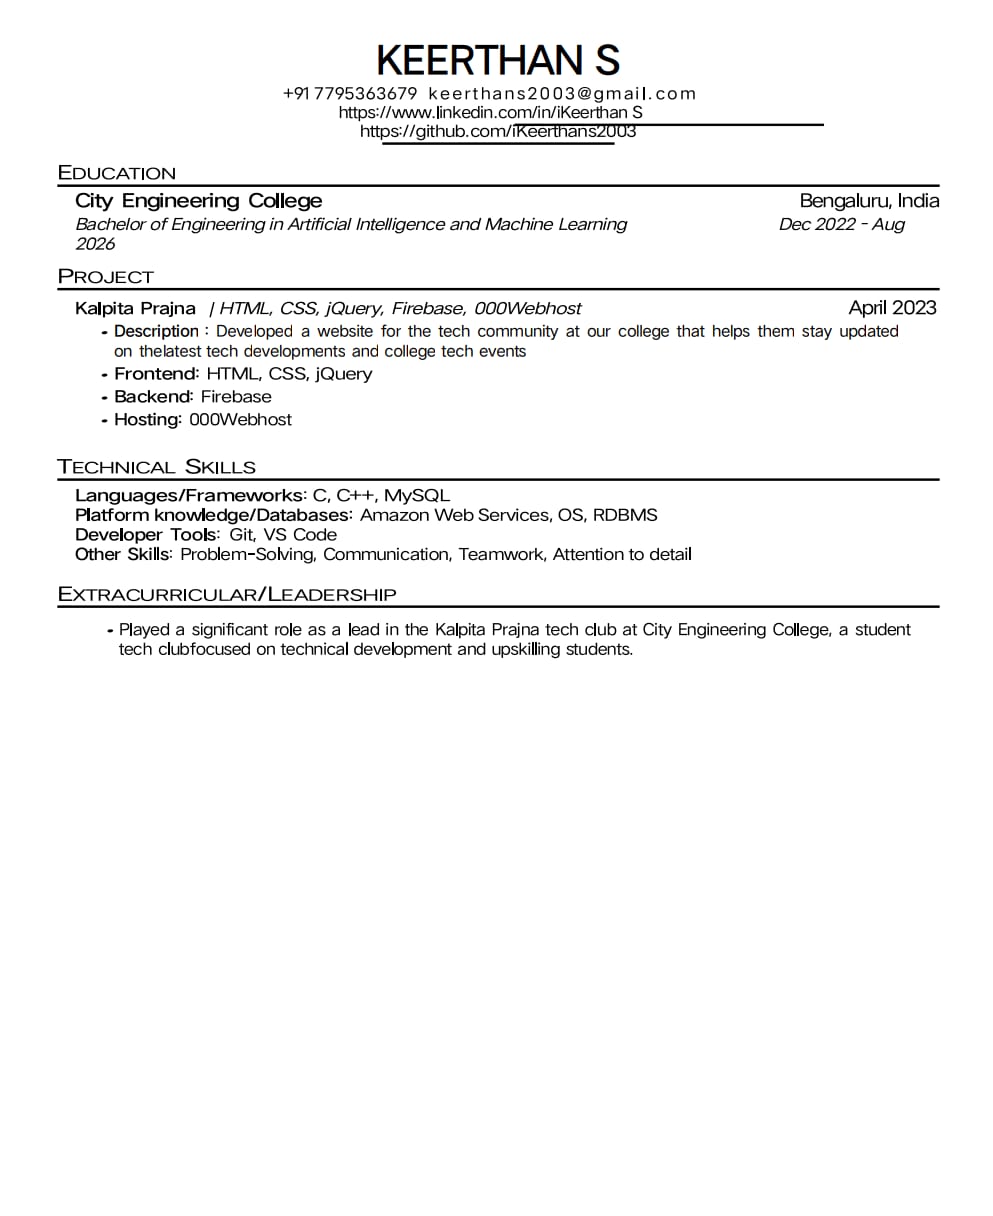 KEERTHAN S
+91 7795363679 keerthans2003@gmail.com
https://www.linkedin.com/in/iKeerthan S
https://github.com/iKeerthans2003
EDUCATION
City Engineering College Bengaluru, India
Bachelor of Engineering in Artificial Intelligence and Machine Learning Dec 2022 - Aug
2026
PROJECT
Kalpita Prajna | HTML, CSS, jQuery, Firebase, 000Webhost April 2023
• Description : Developed a website for the tech community at our college that helps them stay updated
on thelatest tech developments and college tech events
• Frontend: HTML, CSS, jQuery
• Backend: Firebase
• Hosting: 000Webhost
TECHNICAL SKILLS
Languages/Frameworks: C, C++, MySQL
Platform knowledge/Databases: Amazon Web Services, OS, RDBMS
Developer Tools: Git, VS Code
Other Skills: Problem-Solving, Communication, Teamwork, Attention to detail
EXTRACURRICULAR/LEADERSHIP
• Played a significant role as a lead in the Kalpita Prajna tech club at City Engineering College, a student
tech clubfocused on technical development and upskilling students.